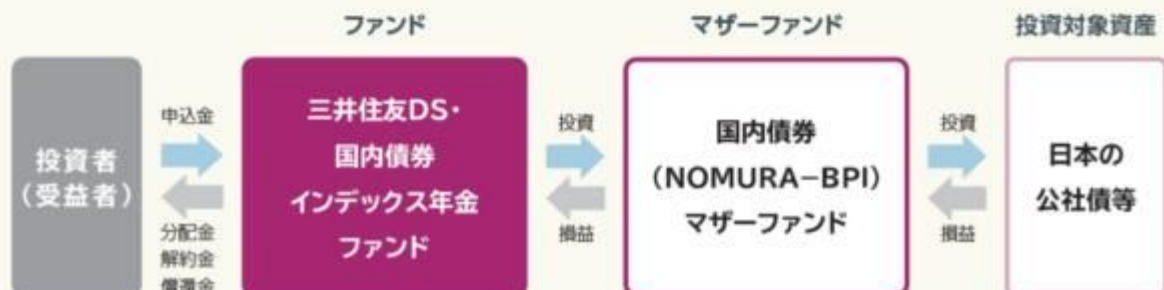 ファンド
マザーファンド
投資対象資産
投資者
（受益者）
申込金
分配金
解約金
償還金
三井住友DS・
国内債券
インデックス年金
ファンド
投資
損益
国内債券
（NOMURA−BPI）
マザーファンド
投資
損益
日本の
公社債等